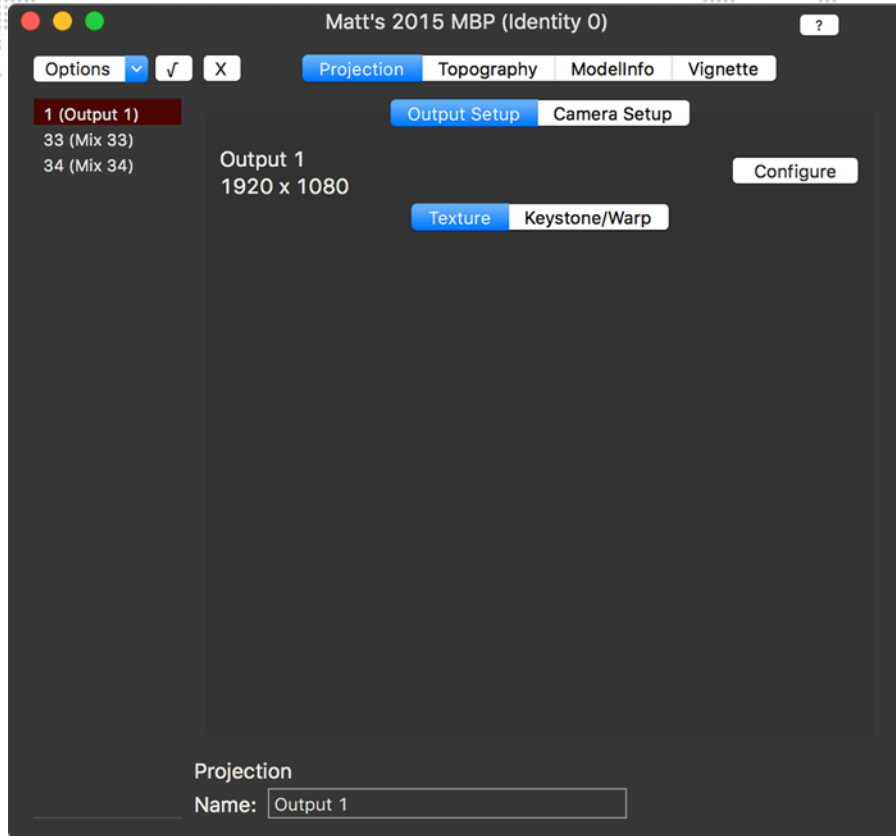 Matt's 2015 MBP (Identity 0)
?
Options √ X Projection Topography ModelInfo Vignette
1 (Output 1)
33 (Mix 33)
34 (Mix 34)
Output Setup Camera Setup
Output 1
1920 x 1080
Configure
Texture Keystone/Warp
Projection
Name: Output 1